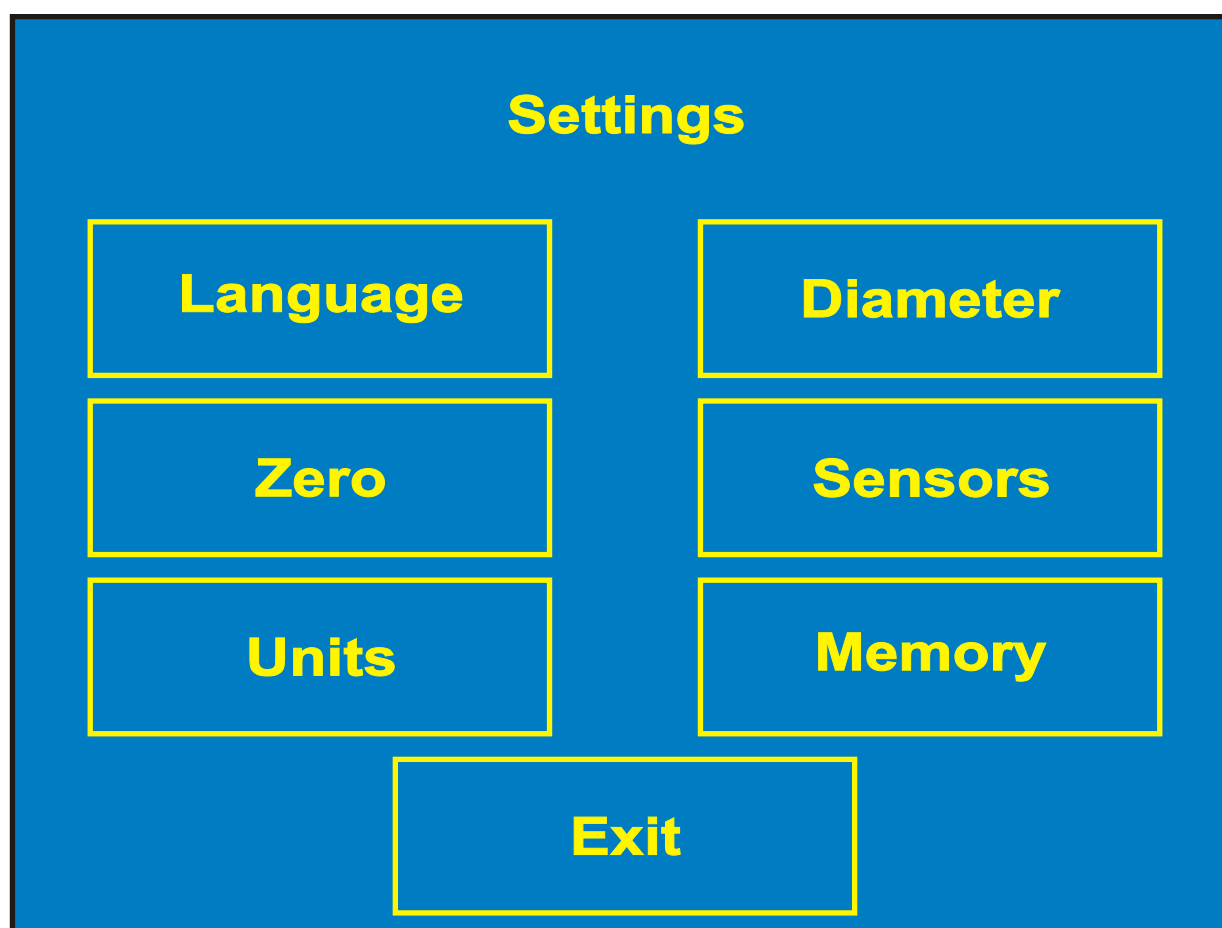 Settings
Language
Diameter
Zero
Sensors
Units
Memory
Exit